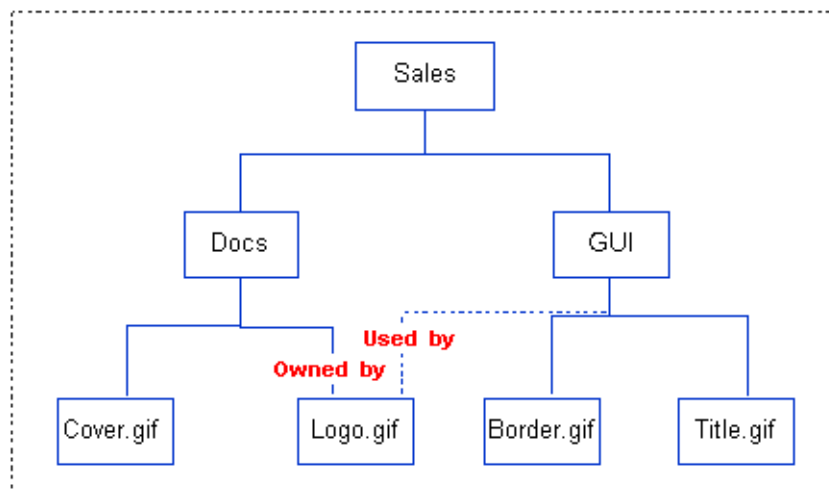 Sales
Docs
GUI
Used by
Owned by
Cover.gif
Logo.gif
Border.gif
Title.gif